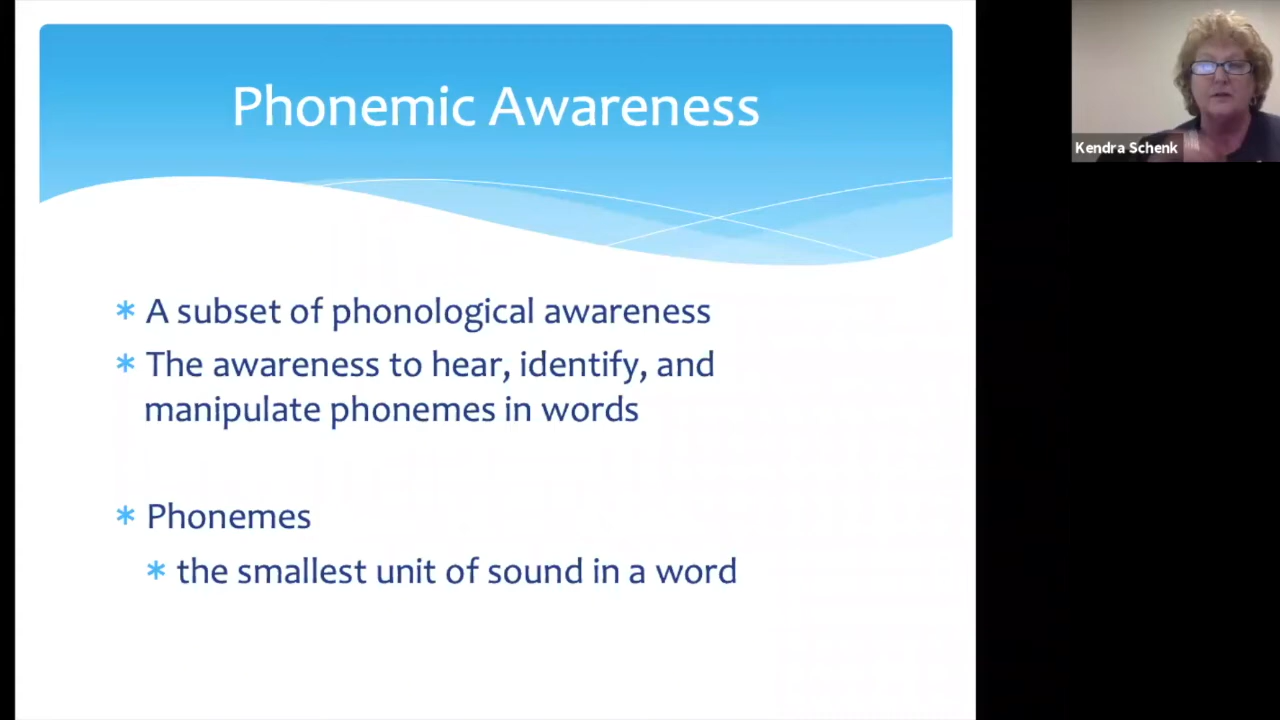 Phonemic Awareness
Kendra Schenk
* A subset of phonological awareness
* The awareness to hear, identify, and
manipulate phonemes in words
* Phonemes
* the smallest unit of sound in a word